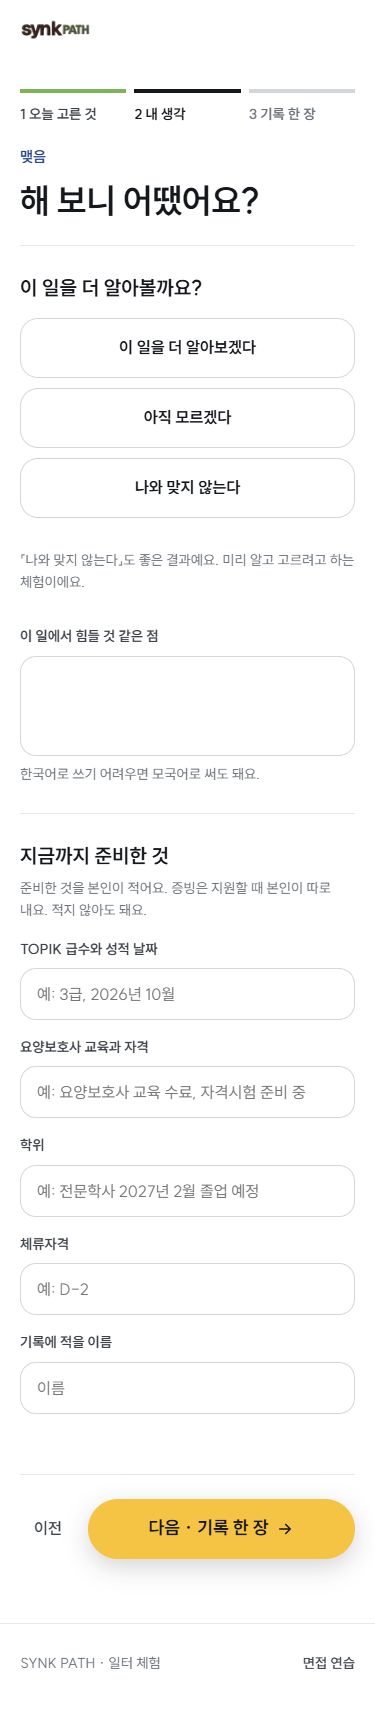 synk PATH
1 오늘 고른 것
2 내 생각
3 기록 한 장
맺음
해 보니 어땠어요?
이 일을 더 알아볼까요?
이 일을 더 알아보겠다
아직 모르겠다
나와 맞지 않는다
「나와 맞지 않는다」도 좋은 결과예요. 미리 알고 고르려고 하는
체험이에요.
이 일에서 힘들 것 같은 점
한국어로 쓰기 어려우면 모국어로 써도 돼요.
지금까지 준비한 것
준비한 것을 본인이 적어요. 증빙은 지원할 때 본인이 따로
내요. 적지 않아도 돼요.
TOPIK 급수와 성적 날짜
예: 3급, 2026년 10월
요양보호사 교육과 자격
예: 요양보호사 교육 수료, 자격시험 준비 중
학위
예: 전문학사 2027년 2월 졸업 예정
체류자격
예: D-2
기록에 적을 이름
이름
이전
다음 · 기록 한 장 →
SYNK PATH · 일터 체험
면접 연습